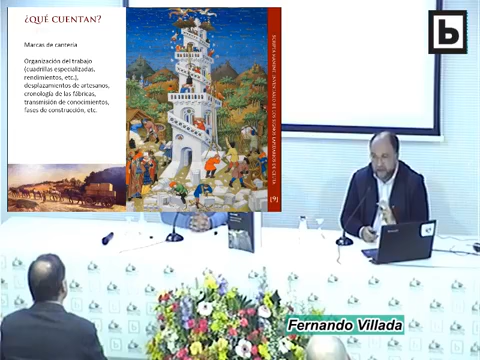 ¿QUÉ CUENTAN?
Marcas de cantería
Organización del trabajo
(cuadrillas especializadas,
rendimientos, etc.),
desplazamientos de artesanos,
cronología de las fábricas,
transmisión de conocimientos,
fases de construcción, etc.
[9]
b
Fernando Villada